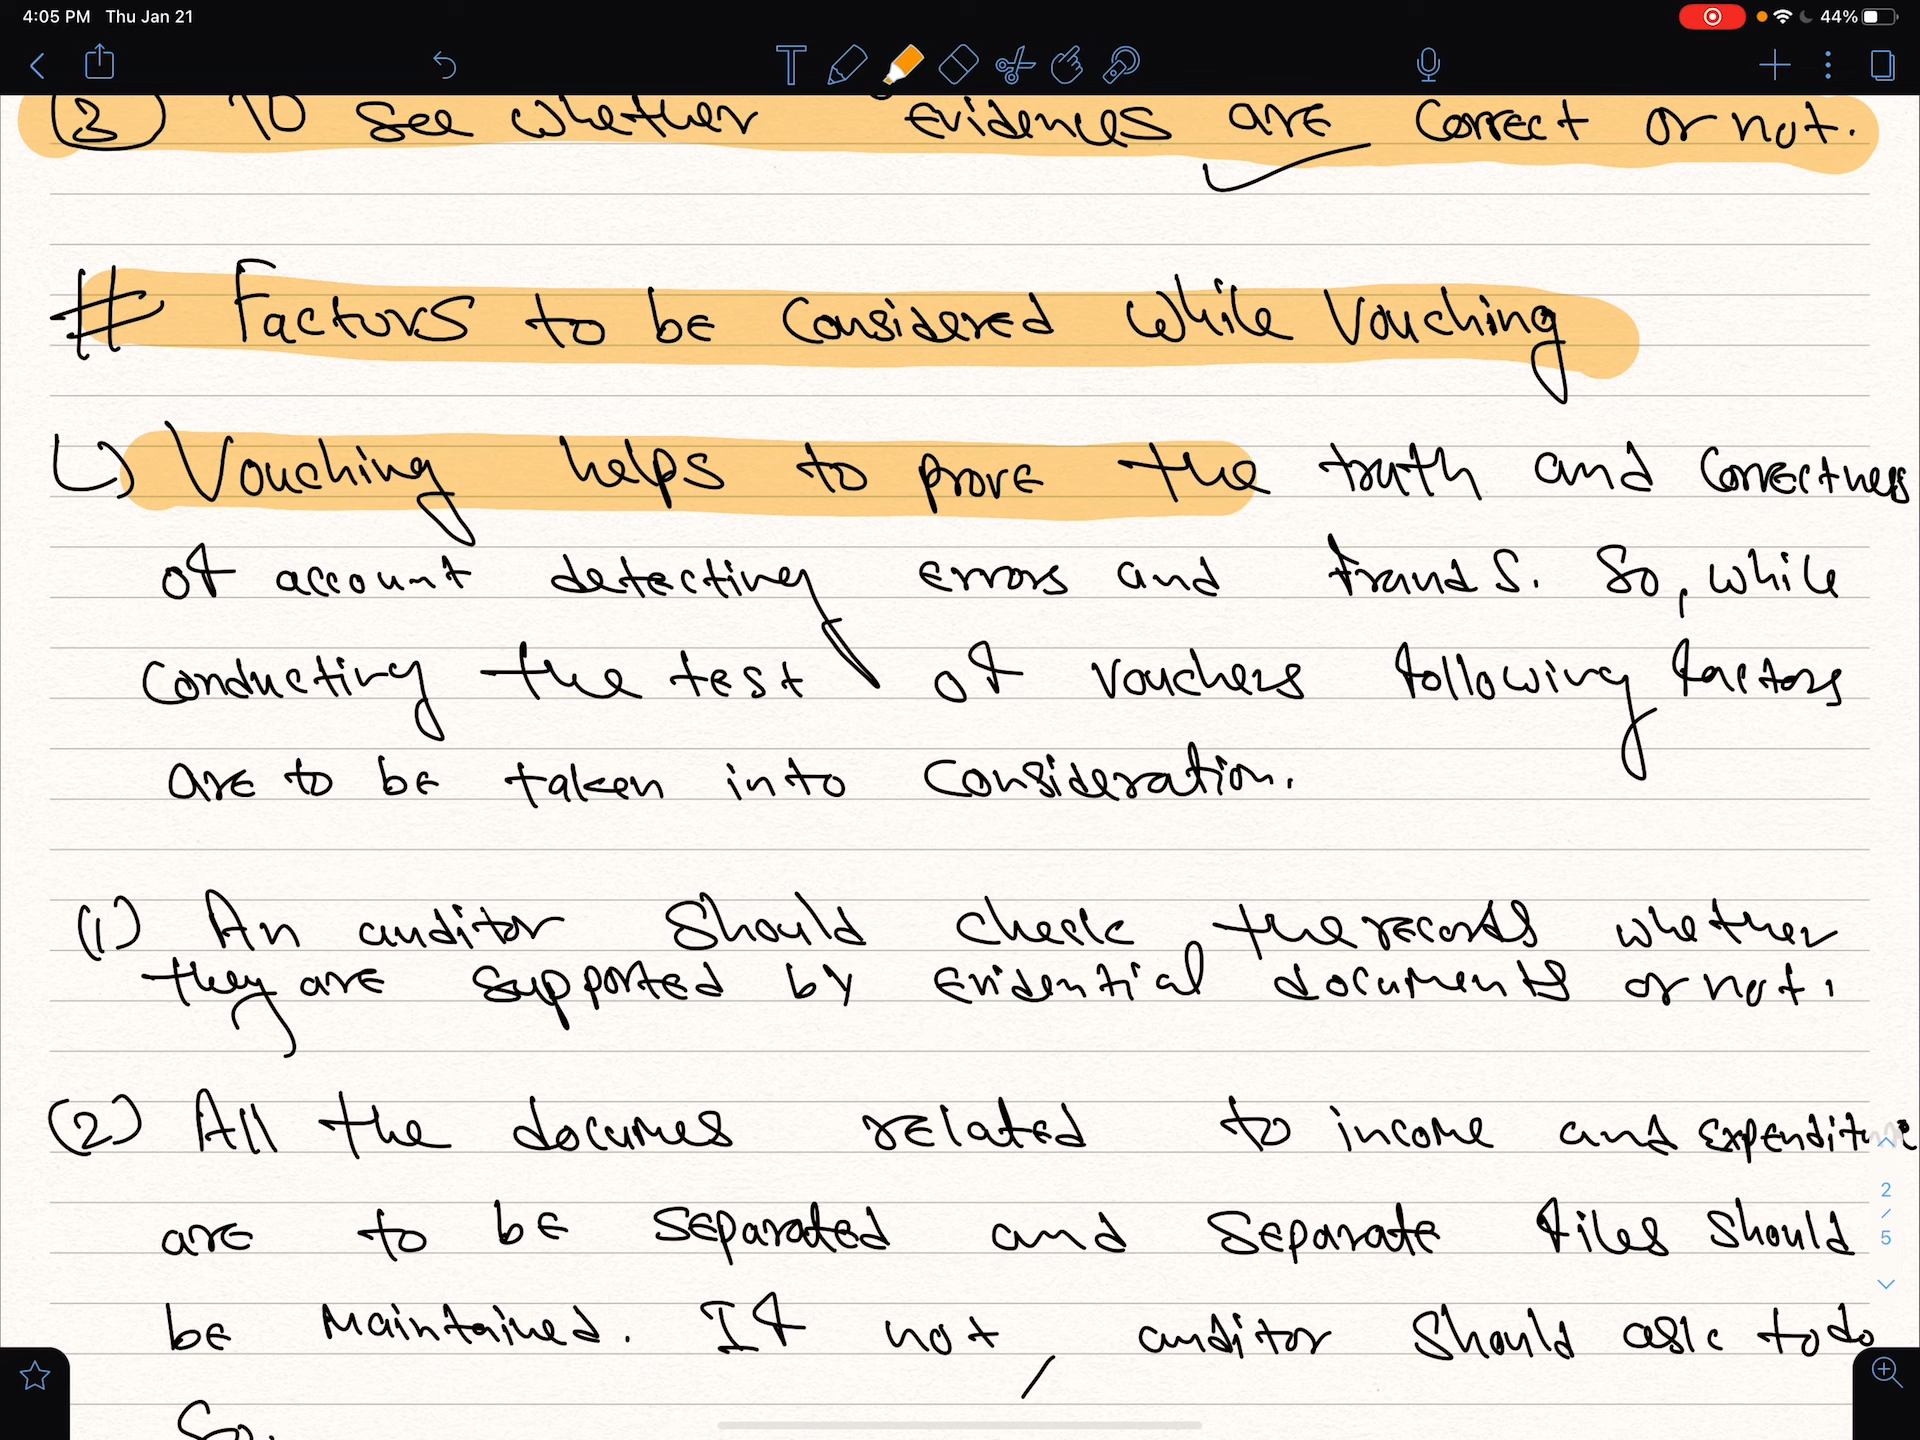 4:05 PM Thu Jan 21
44%
(3) To see whether evidences are correct or not.
# Factors to be Considered While Vouching
Vouching helps to prove the truth and Correctness
of account detecting errors and frauds. So, while
conducting the test of vouchers following factors
are to be taken into Consideration.
(1) An auditor Should check the records whether
they are supported by evidential documents or not.
(2) All the documes related to income and expenditure
are to be separated and Separate files should
be Maintained. If not, auditor Should ask to do
So.
2
/
5